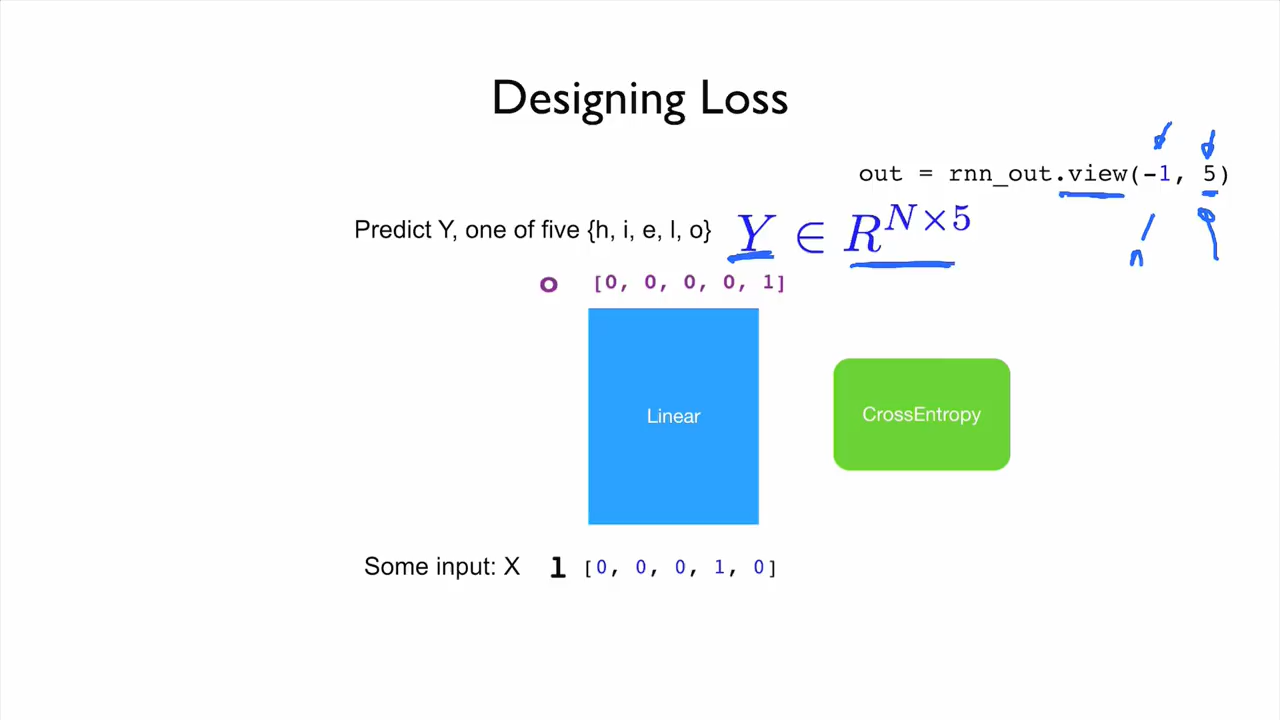 Designing Loss
out = rnn_out.view(-1, 5)
Predict Y, one of five {h, i, e, l, o} Y ∈ R^{N×5}
n
o [0, 0, 0, 0, 1]
Linear
CrossEntropy
Some input: X l [0, 0, 0, 1, 0]